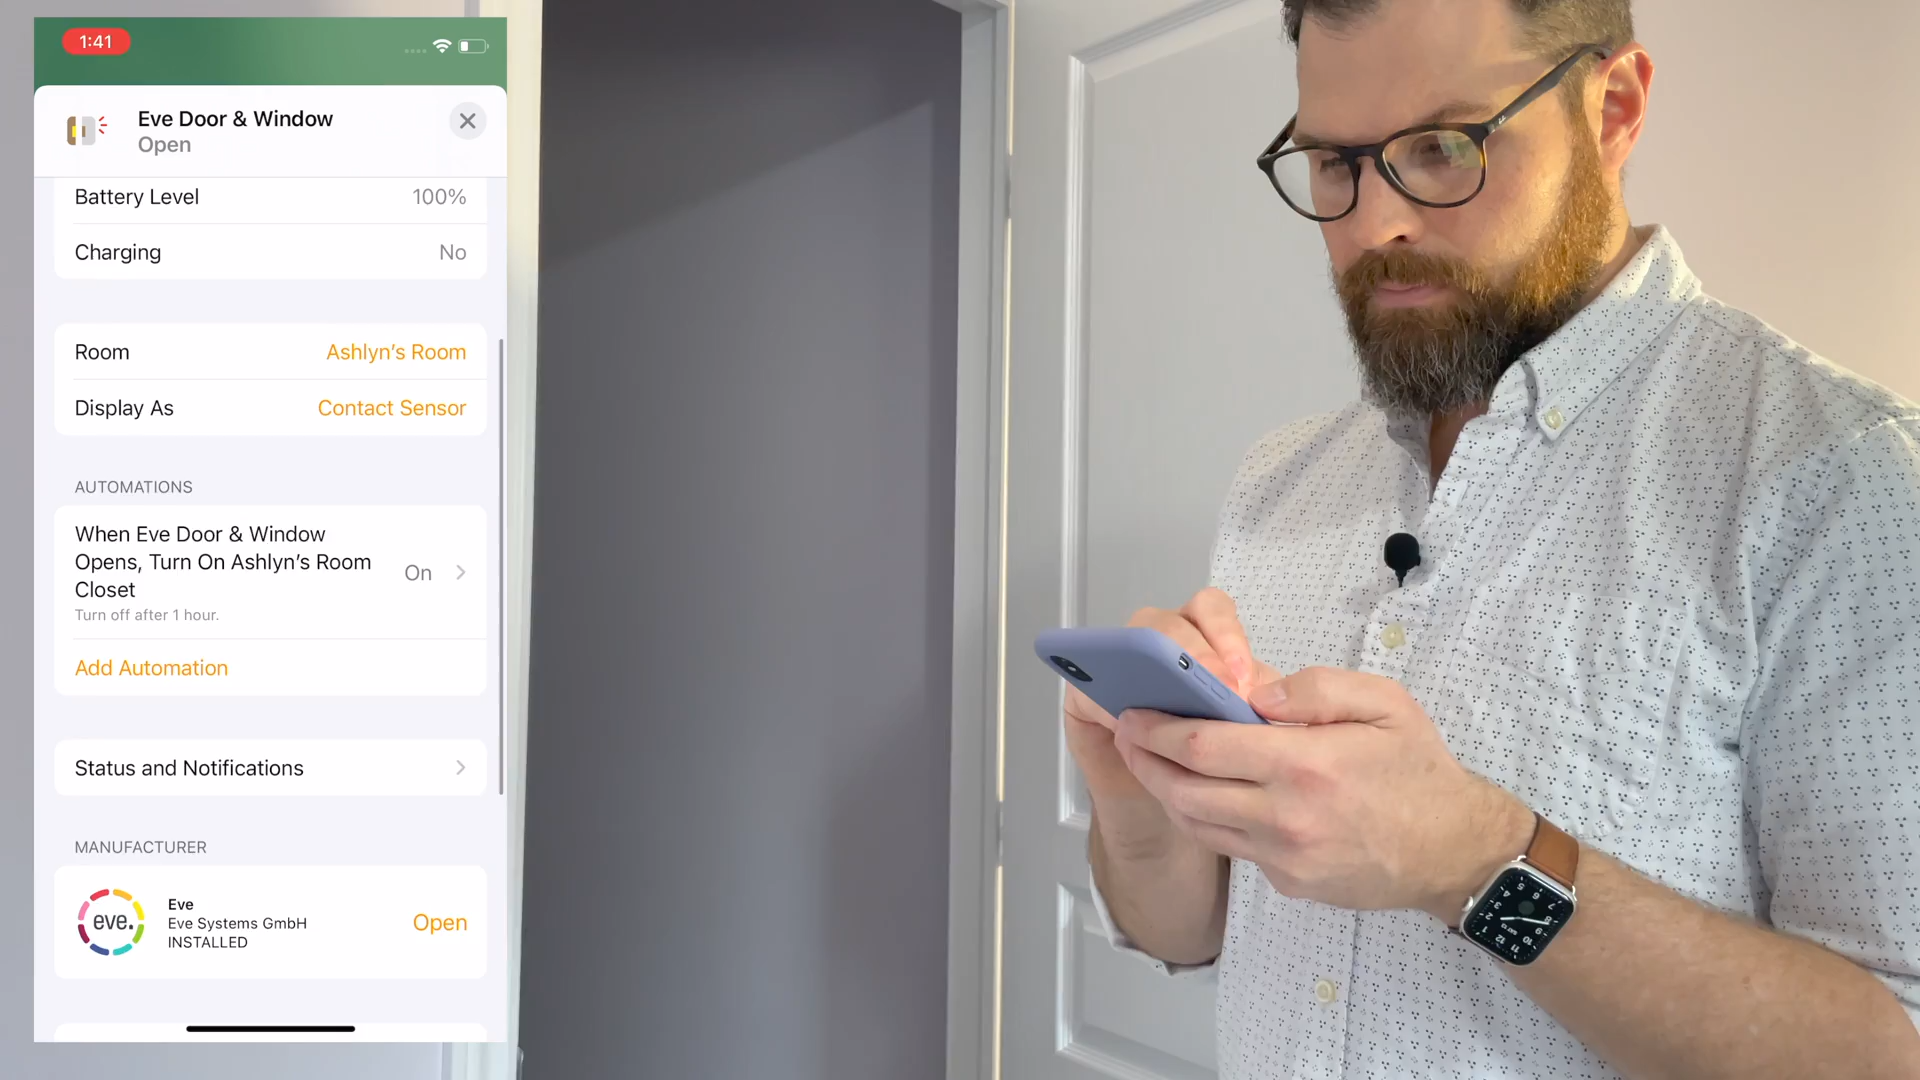 1:41
Eve Door & Window
Open
Battery Level 100%
Charging No
Room Ashlyn’s Room
Display As Contact Sensor
AUTOMATIONS
When Eve Door & Window
Opens, Turn On Ashlyn’s Room
Closet
On
Turn off after 1 hour.
Add Automation
Status and Notifications
MANUFACTURER
eve.
Eve
Eve Systems GmbH
INSTALLED
Open